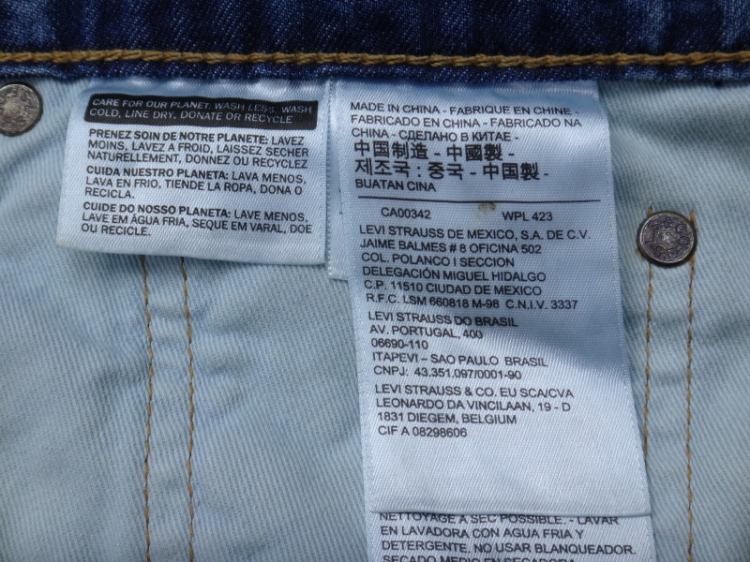 CARE FOR OUR PLANET: WASH LESS, WASH
COLD, LINE DRY, DONATE OR RECYCLE
PRENEZ SOIN DE NOTRE PLANETE: LAVEZ
MOINS, LAVEZ A FROID, LAISSEZ SECHER
NATURELLEMENT, DONNEZ OU RECYCLEZ
CUIDA NUESTRO PLANETA: LAVA MENOS,
LAVA EN FRIO, TIENDE LA ROPA, DONA O
RECICLA.
CUIDE DO NOSSO PLANETA: LAVE MENOS,
LAVE EM ÁGUA FRIA, SEQUE EM VARAL, DOE
OU RECICLE.
MADE IN CHINA - FABRIQUE EN CHINE -
FABRICADO EN CHINA - FABRICADO NA
CHINA - СДЕЛАНО В КИТАЕ -
中国制造 - 中國製 -
제조국 : 중국 - 中国製 -
BUATAN CINA
CA00342 WPL 423
LEVI STRAUSS DE MEXICO, S.A. DE C.V.
JAIME BALMES # 8 OFICINA 502
COL. POLANCO I SECCION
DELEGACIÓN MIGUEL HIDALGO
C.P. 11510 CIUDAD DE MEXICO
R.F.C. LSM 660818 M-98 C.N.I.V. 3337
LEVI STRAUSS DO BRASIL
AV. PORTUGAL, 400
06690-110
ITAPEVI – SAO PAULO BRASIL
CNPJ: 43.351.097/0001-90
LEVI STRAUSS & CO. EU SCA/CVA
LEONARDO DA VINCILAAN, 19 - D
1831 DIEGEM, BELGIUM
CIF A 08298606
NETTOYAGE A SEC POSSIBLE. - LAVAR
EN LAVADORA CON AGUA FRIA Y
DETERGENTE. NO USAR BLANQUEADOR.
SECADO MEDIO EN SECADORA